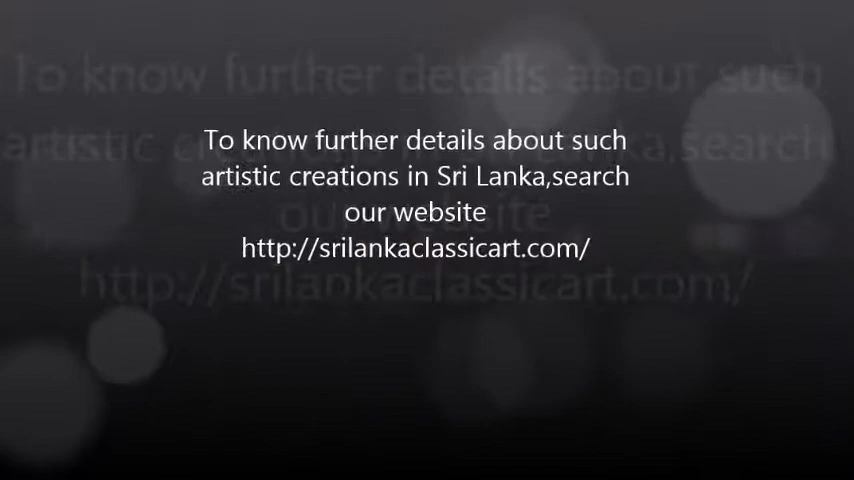 To know further details about such
artistic creations in Sri Lanka,search
our website
http://srilankaclassicart.com/